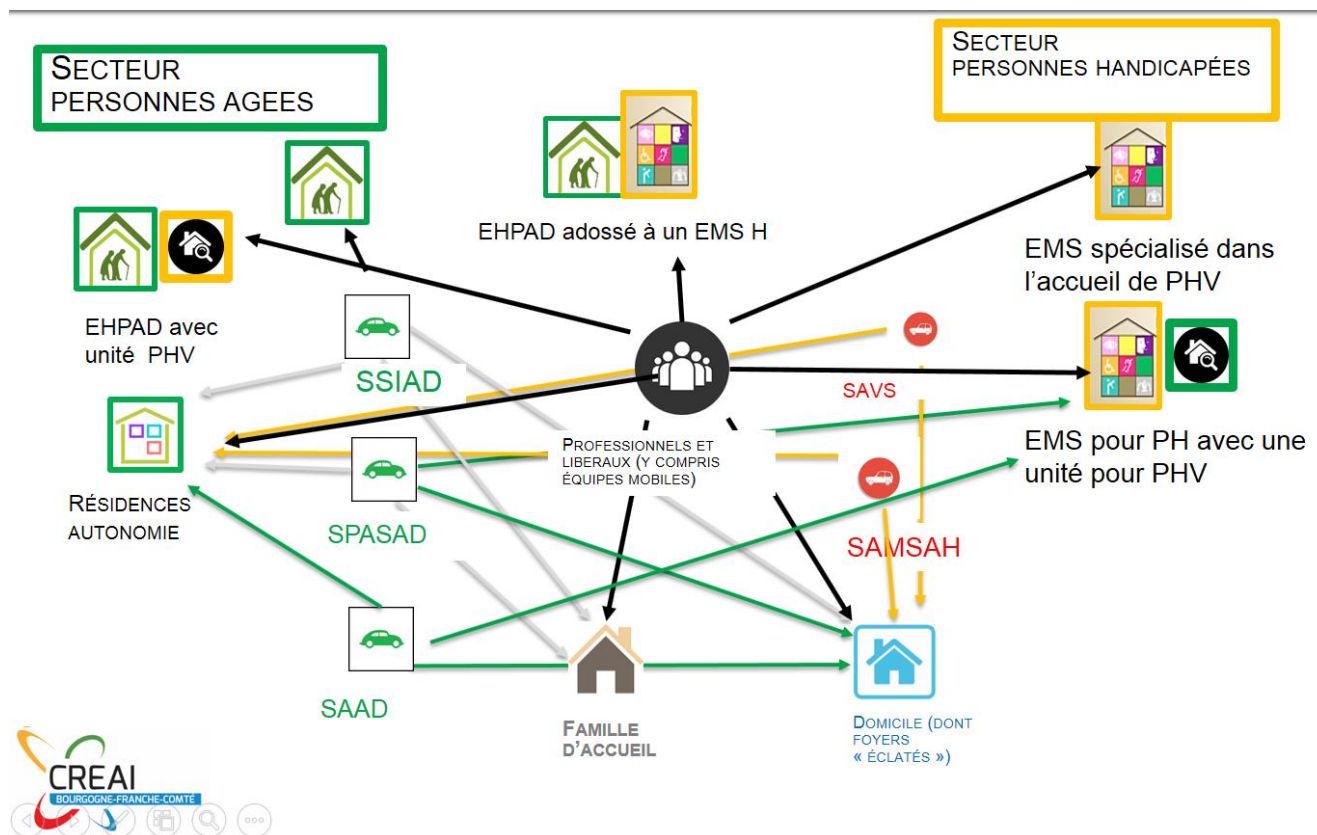 SECTEUR
PERSONNES AGEES
SECTEUR
PERSONNES HANDICAPÉES
EHPAD adossé à un EMS H
EMS spécialisé dans
l'accueil de PHV
EHPAD avec
unité PHV
SSIAD
SAVS
PROFESSIONNELS ET
LIBERAUX (Y COMPRIS
ÉQUIPES MOBILES)
EMS pour PH avec une
unité pour PHV
RÉSIDENCES
AUTONOMIE
SPASAD
SAMSAH
SAAD
FAMILLE
D'ACCUEIL
DOMICILE (DONT
FOYERS
« ÉCLATÉS »)
CREAI
BOURGOGNE-FRANCHE-COMTÉ